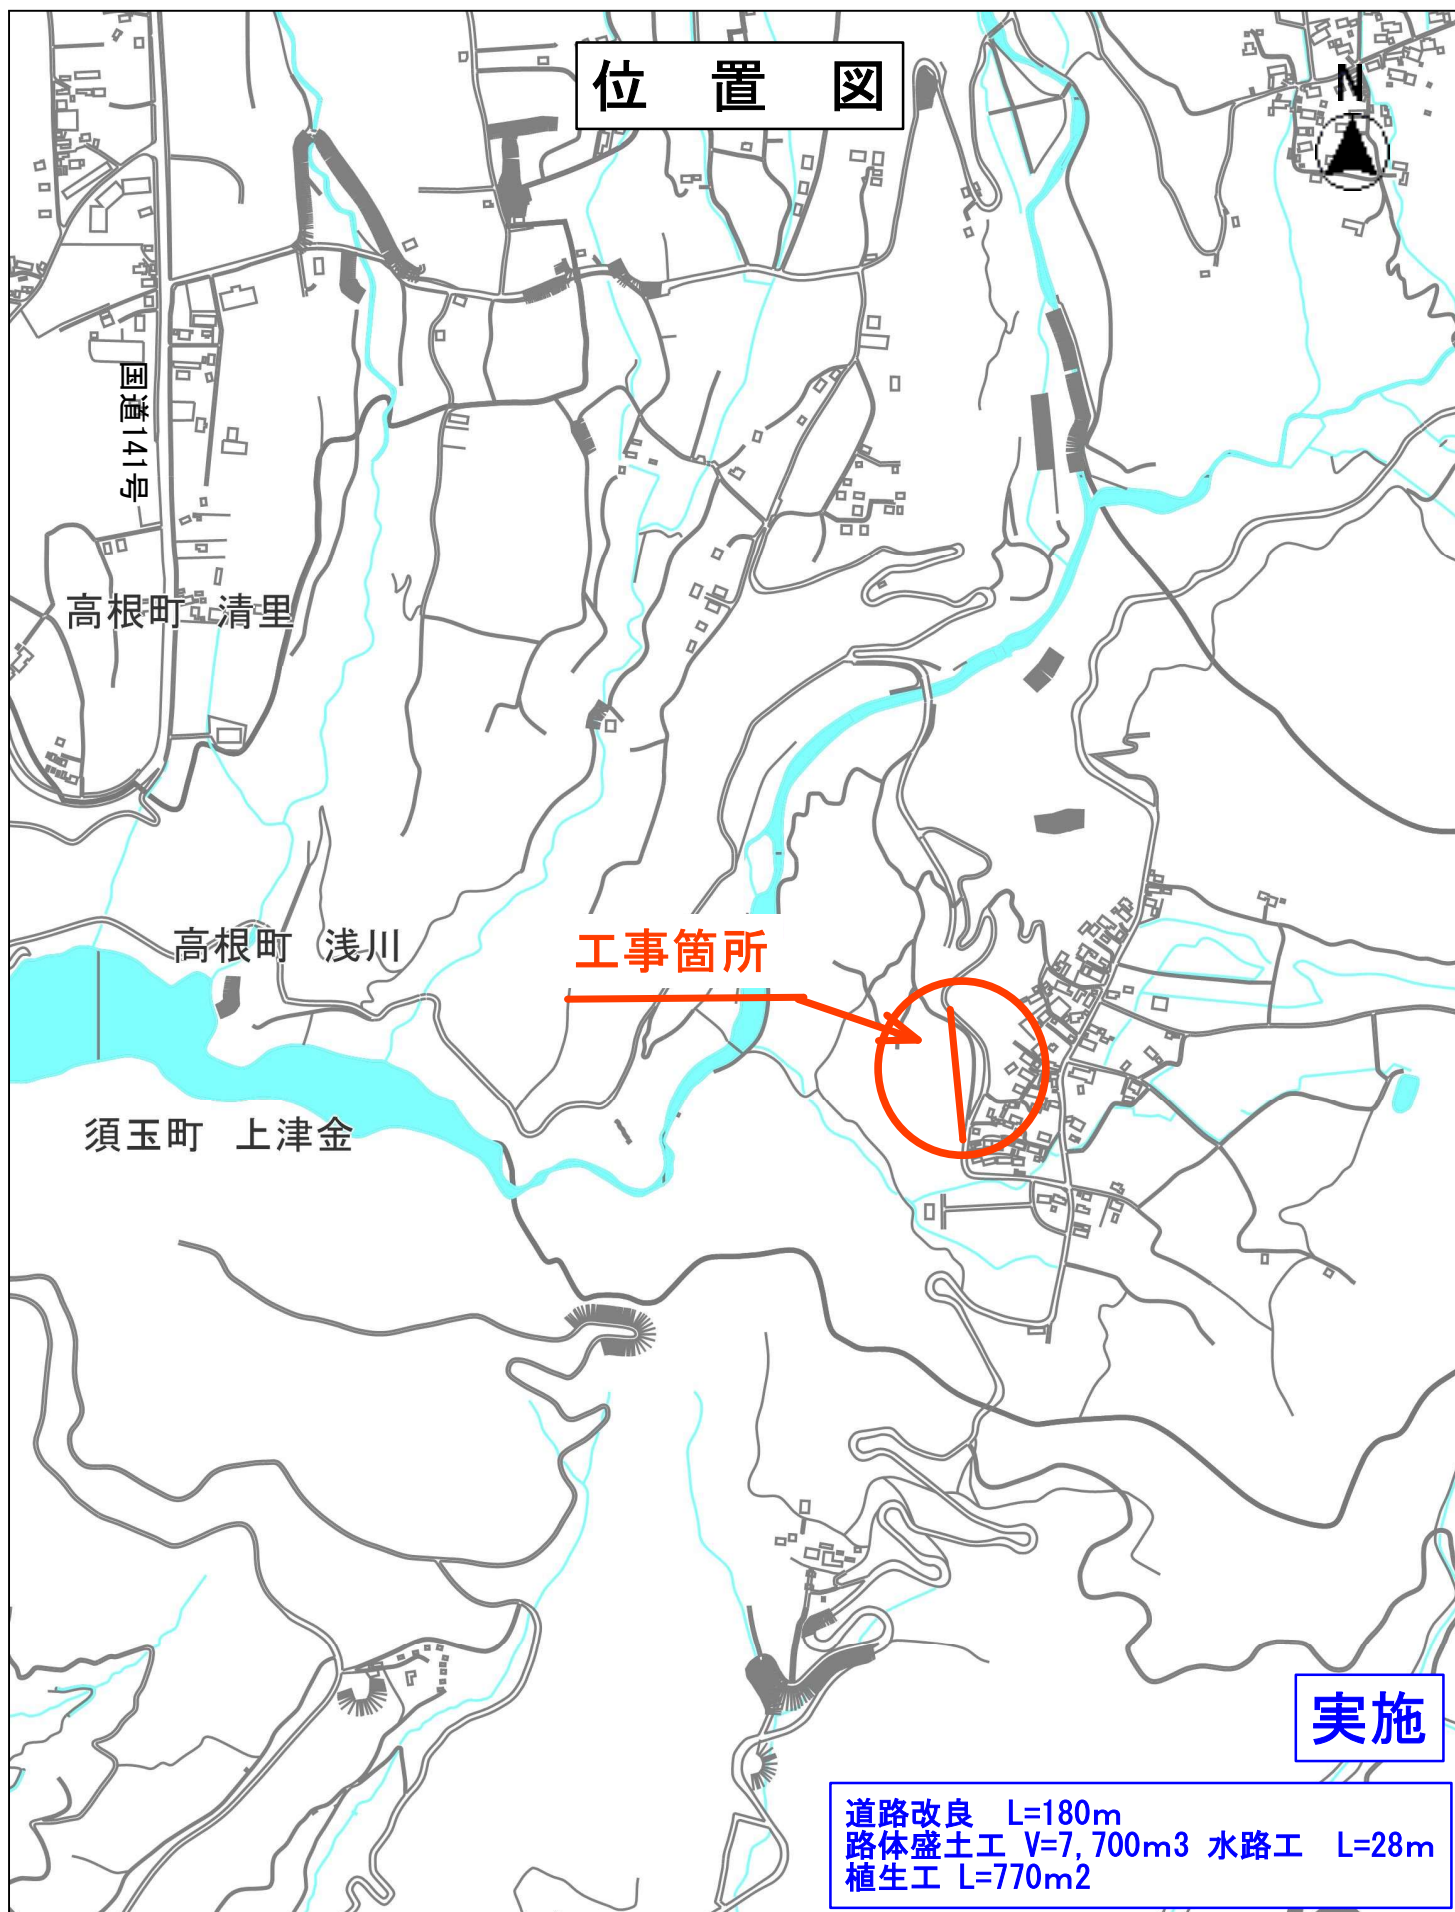 位置図
N
国道141号
高根町 清里
高根町 浅川
工事箇所
須玉町 上津金
実施
道路改良 L=180m
路体盛土工 V=7,700m3 水路工 L=28m
植生工 L=770m2